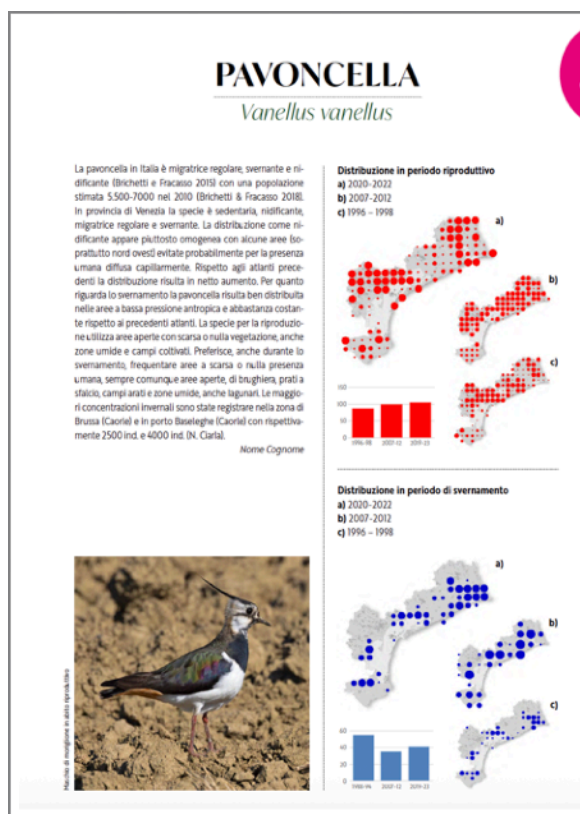 PAVONCELLA
Vanellus vanellus
La pavoncella in Italia è migratrice regolare, svernante e ni-
dificante (Brichetti e Fracasso 2015) con una popolazione
stimata 5.500-7000 nel 2010 (Brichetti & Fracasso 2018).
In provincia di Venezia la specie è sedentaria, nidificante,
migratrice regolare e svernante. La distribuzione come ni-
dificante appare piuttosto omogenea con alcune aree (so-
prattutto nord ovest) evitate probabilmente per la presenza
umana diffusa capillarmente. Rispetto agli atlanti prece-
denti la distribuzione risulta in netto aumento. Per quanto
riguarda lo svernamento la pavoncella risulta ben distribuita
nelle aree a bassa pressione antropica e abbastanza costan-
te rispetto ai precedenti atlanti. La specie per la riproduzio-
ne utilizza aree aperte con scarsa o nulla vegetazione, anche
zone umide e campi coltivati. Preferisce, anche durante lo
svernamento, frequentare aree a scarsa o nulla presenza
umana, sempre comunque aree aperte, di brughiera, prati a
sfalcio, campi arati e zone umide, anche lagunari. Le maggio-
ri concentrazioni invernali sono state registrare nella zona di
Brussa (Caorle) e in porto Baseleghe (Caorle) con rispettiva-
mente 2500 ind. e 4000 ind. (N. Ciarla).
Nome Cognome
Distribuzione in periodo riproduttivo
a) 2020-2022
b) 2007-2012
c) 1996 – 1998
a)
b)
c)
150
100
50
0
1996-98 2007-12 2019-23
Distribuzione in periodo di svernamento
a) 2020-2022
b) 2007-2012
c) 1996 – 1998
a)
b)
c)
60
40
20
0
2007-12 2019-23